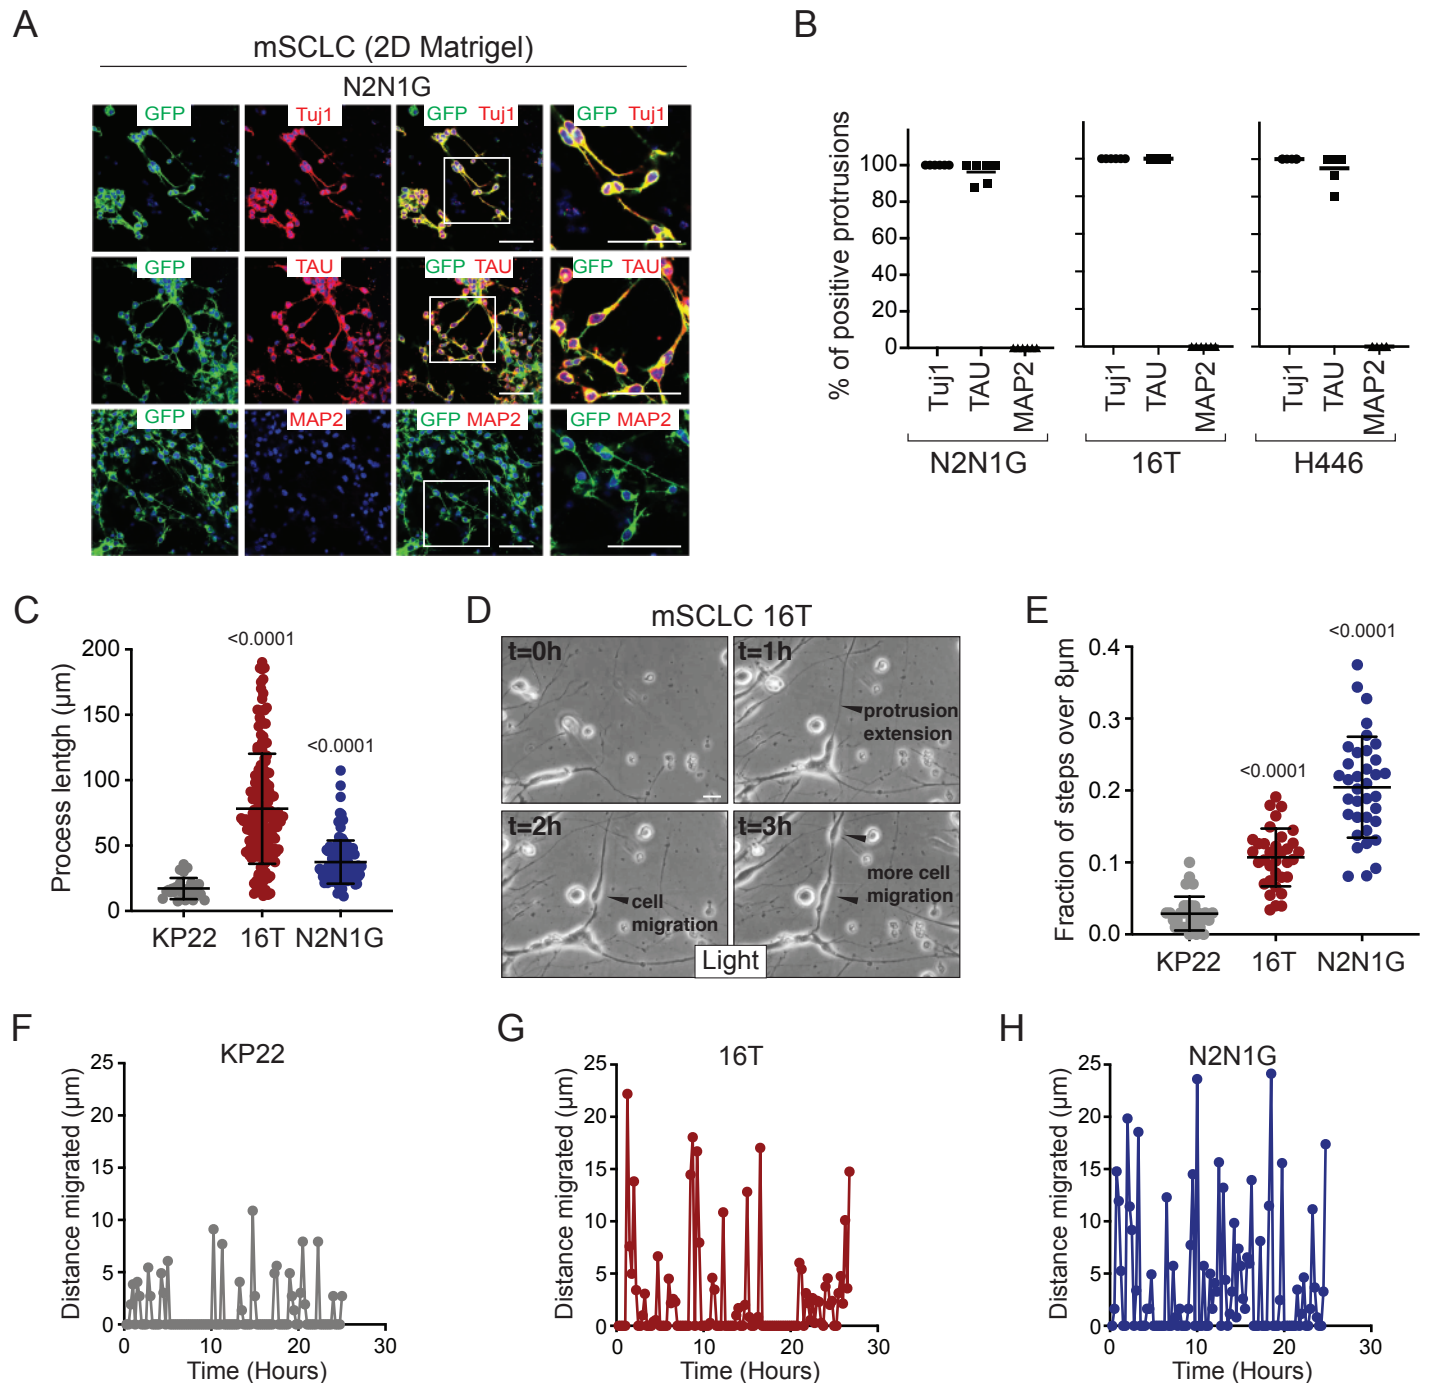 A
mSCLC (2D Matrigel)
N2N1G
GFP Tuj1 GFP Tuj1 GFP Tuj1
GFP TAU GFP TAU GFP TAU
GFP MAP2 GFP MAP2 GFP MAP2
B
% of positive protrusions
100
80
60
40
20
0
Tuj1 TAU MAP2 Tuj1 TAU MAP2 Tuj1 TAU MAP2
N2N1G 16T H446
C
Process lentgh (µm)
200
150
100
50
0
<0.0001
<0.0001
KP22 16T N2N1G
D
mSCLC 16T
t=0h t=1h
protrusion
extension
t=2h t=3h
cell
migration
more cell
migration
Light
E
Fraction of steps over 8µm
0.4
0.3
0.2
0.1
0.0
<0.0001
<0.0001
KP22 16T N2N1G
F
KP22
Distance migrated (µm)
25
20
15
10
5
0
0 10 20 30
Time (Hours)
G
16T
Distance migrated (µm)
25
20
15
10
5
0
0 10 20 30
Time (Hours)
H
N2N1G
Distance migrated (µm)
25
20
15
10
5
0
0 10 20 30
Time (Hours)